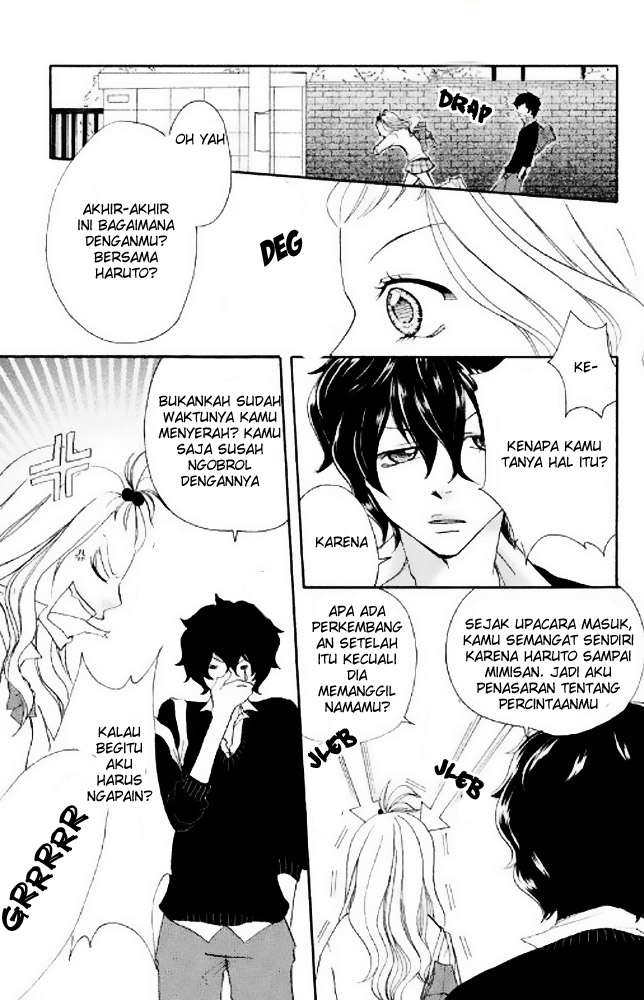 DRAP
OH YAH
AKHIR-AKHIR
INI BAGAIMANA
DENGANMU?
BERSAMA
HARUTO?
DEG
KE-
KENAPA KAMU
TANYA HAL ITU?
KARENA
SEJAK UPACARA MASUK,
KAMU SEMANGAT SENDIRI
KARENA HARUTO SAMPAI
MIMISAN. JADI AKU
PENASARAN TENTANG
PERCINTAANMU
JLEB
APA ADA
PERKEMBANG
AN SETELAH
ITU KECUALI
DIA
MEMANGGIL
NAMAMU?
JLEB
BUKANKAH SUDAH
WAKTUNYA KAMU
MENYERAH? KAMU
SAJA SUSAH
NGOBROL
DENGANNYA
KALAU
BEGITU
AKU
HARUS
NGAPAIN?
GRRRRRR